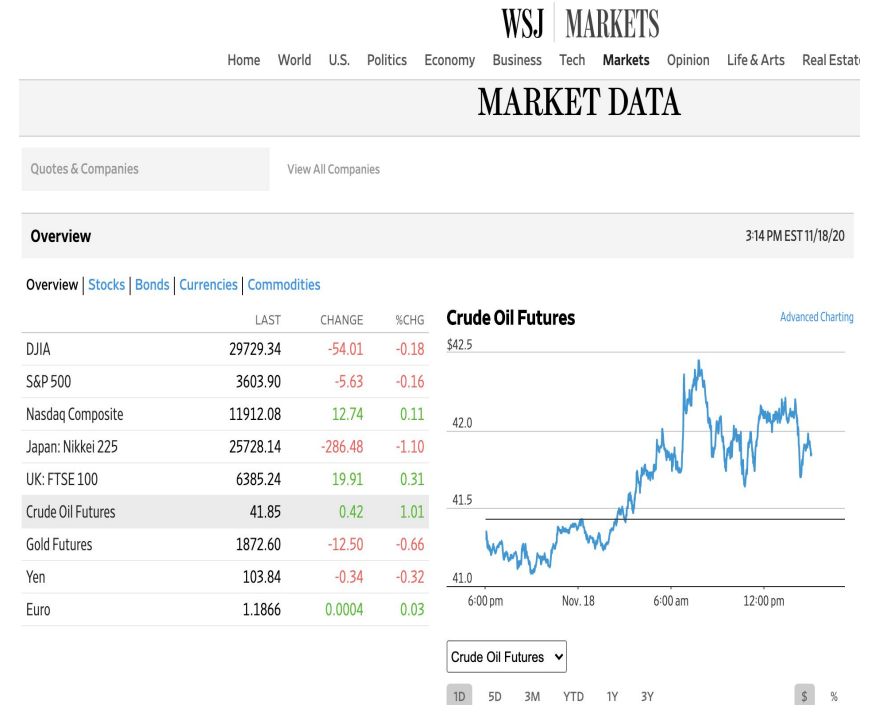 WSJ | MARKETS
Home World U.S. Politics Economy Business Tech Markets Opinion Life & Arts Real Estat
MARKET DATA
Quotes & Companies View All Companies
Overview 3:14 PM EST 11/18/20
Overview | Stocks | Bonds | Currencies | Commodities
LAST CHANGE %CHG
DJIA 29729.34 -54.01 -0.18
S&P 500 3603.90 -5.63 -0.16
Nasdaq Composite 11912.08 12.74 0.11
Japan: Nikkei 225 25728.14 -286.48 -1.10
UK: FTSE 100 6385.24 19.91 0.31
Crude Oil Futures 41.85 0.42 1.01
Gold Futures 1872.60 -12.50 -0.66
Yen 103.84 -0.34 -0.32
Euro 1.1866 0.0004 0.03
Crude Oil Futures Advanced Charting
$42.5
42.0
41.5
41.0
6:00 pm Nov. 18 6:00 am 12:00 pm
Crude Oil Futures
1D 5D 3M YTD 1Y 3Y $ %